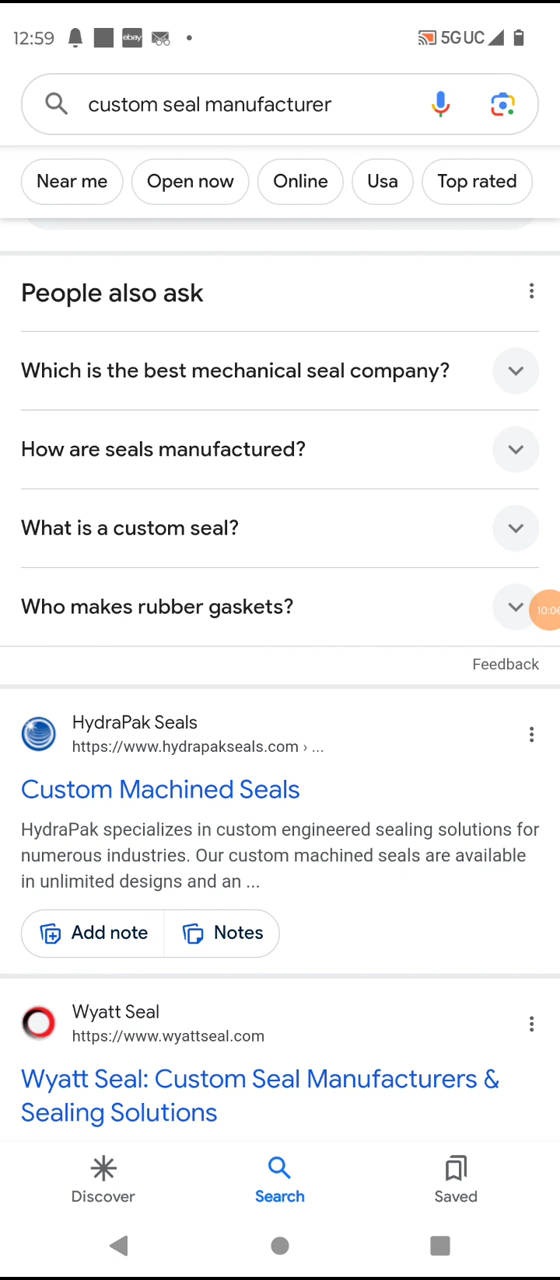 12:59 ebay 5G UC
custom seal manufacturer
Near me Open now Online Usa Top rated
People also ask
Which is the best mechanical seal company?
How are seals manufactured?
What is a custom seal?
Who makes rubber gaskets?
10:06
Feedback
HydraPak Seals
https://www.hydrapakseals.com › ...
Custom Machined Seals
HydraPak specializes in custom engineered sealing solutions for
numerous industries. Our custom machined seals are available
in unlimited designs and an ...
Add note Notes
Wyatt Seal
https://www.wyattseal.com
Wyatt Seal: Custom Seal Manufacturers &
Sealing Solutions
Discover Search Saved